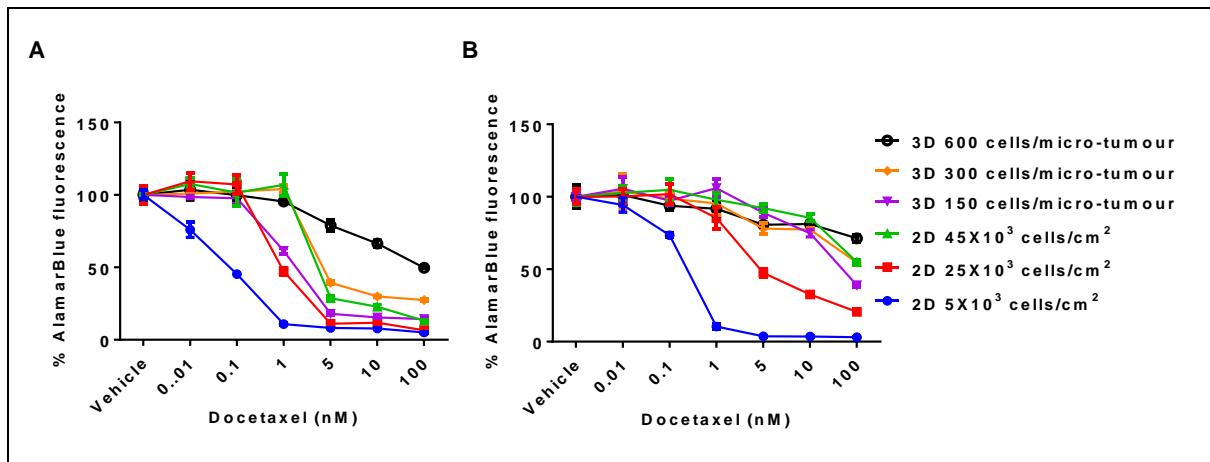 A
% AlamarBlue fluorescence
150
100
50
0
Vehicle
0..01
0.1
1
5
10
100
Docetaxel (nM)
B
% AlamarBlue fluorescence
150
100
50
0
Vehicle
0.01
0.1
1
5
10
100
Docetaxel (nM)
3D 600 cells/micro-tumour
3D 300 cells/micro-tumour
3D 150 cells/micro-tumour
2D 45X10³ cells/cm²
2D 25X10³ cells/cm²
2D 5X10³ cells/cm²